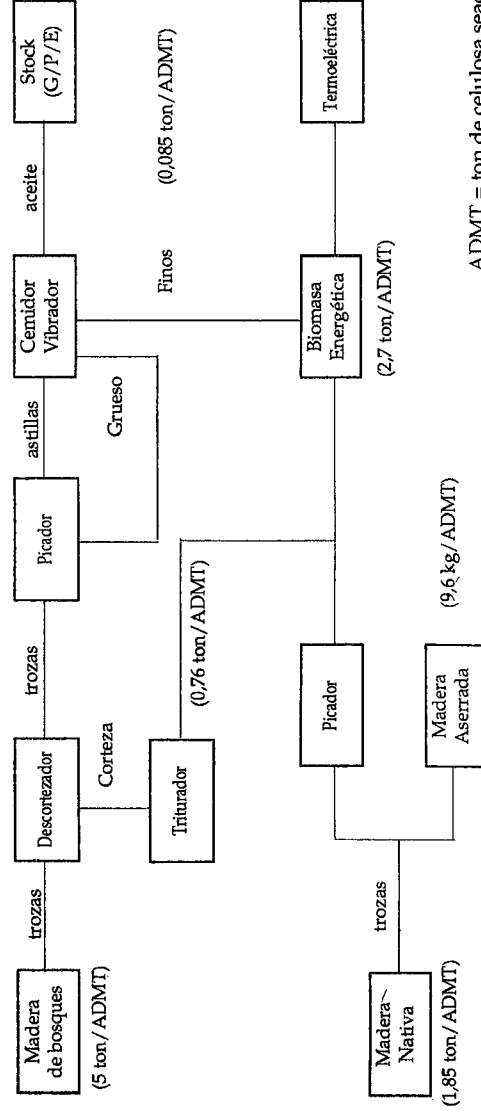 Madera
de bosques
(5 ton/ADMT)
trozas
Descortezador
trozas
Picador
astillas
Cernidor
Vibrador
aceite
Stock
(G/P/E)
Corteza
Grueso
Finos
(0,085 ton/ADMT)
Triturador
(0,76 ton/ADMT)
Madera
Nativa
(1,85 ton/ADMT)
trozas
Picador
Biomasa
Energética
(2,7 ton/ADMT)
Termoeléctrica
Madera
Aserrada
(9,6 kg/ADMT)
ADMT = ton de celulosa